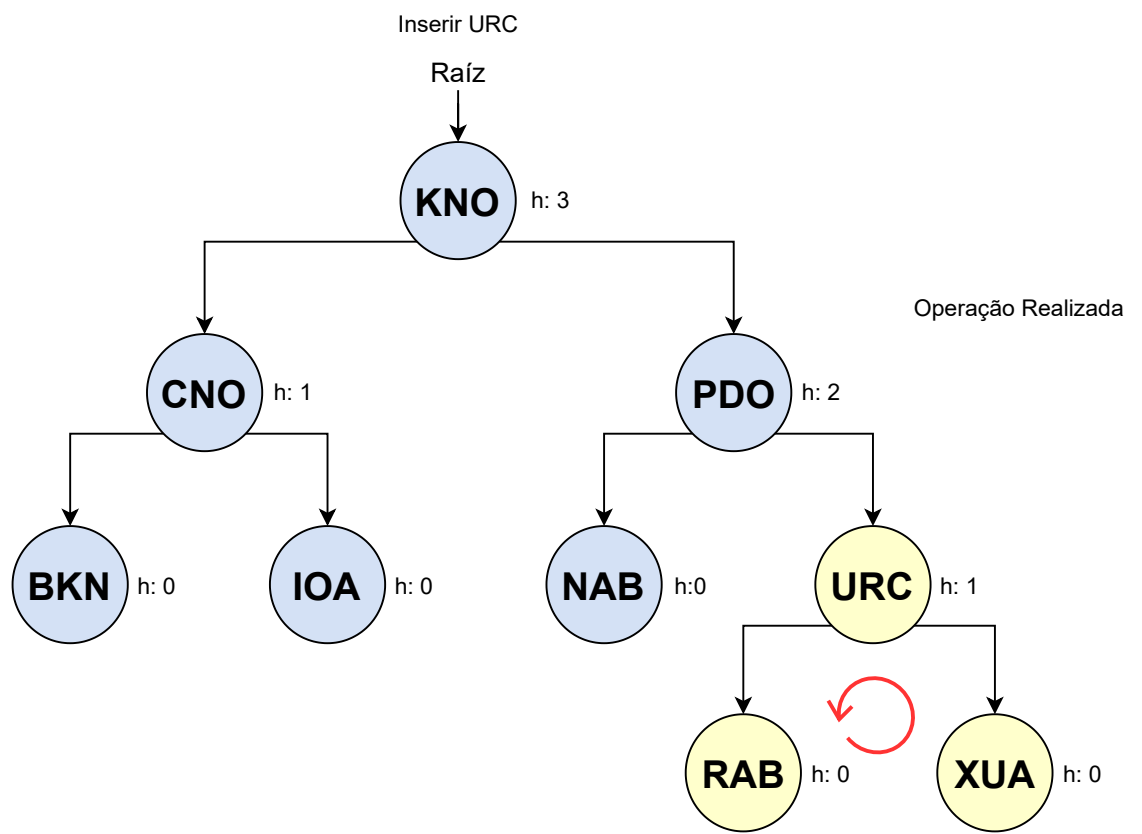 Inserir URC
Raíz
KNO h: 3
Operação Realizada
CNO h: 1
PDO h: 2
BKN h: 0
IOA h: 0
NAB h:0
URC h: 1
RAB h: 0
XUA h: 0